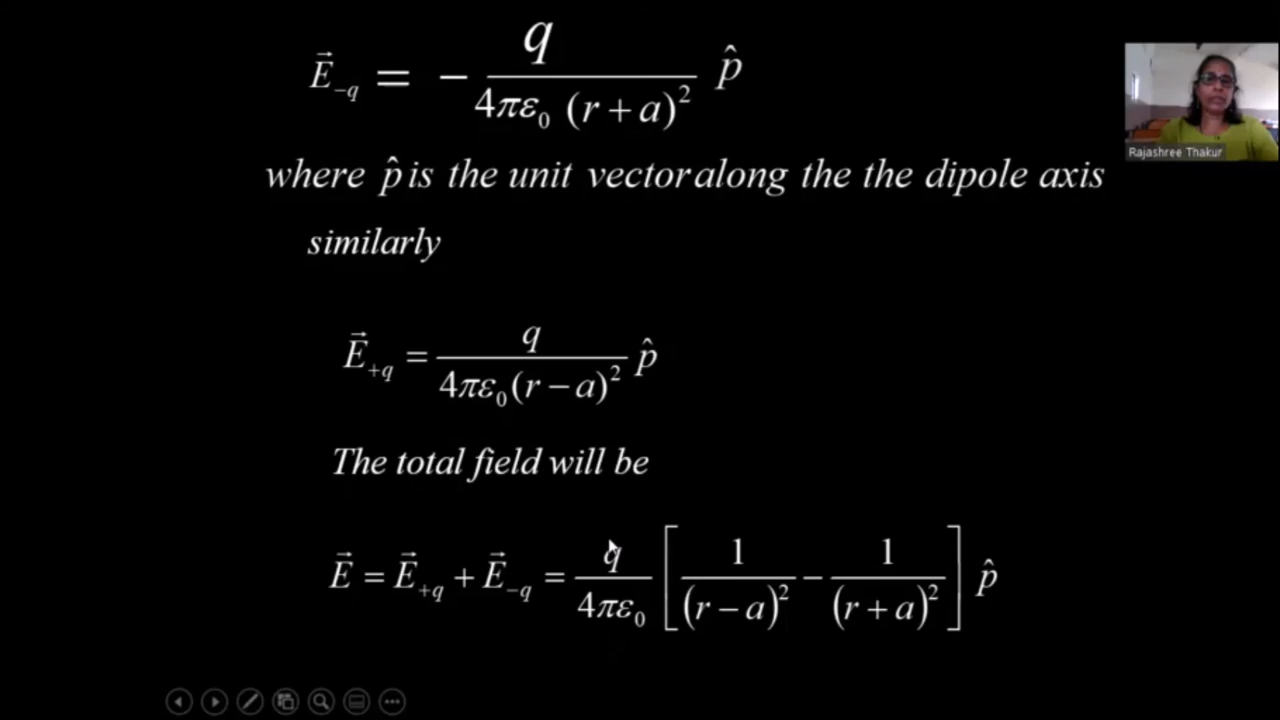 E⃗₋q = − q / 4πε₀ (r + a)² p̂
Rajashree Thakur
where p̂ is the unit vector along the the dipole axis
similarly
E⃗₊q = q / 4πε₀(r − a)² p̂
The total field will be
E⃗ = E⃗₊q + E⃗₋q = q / 4πε₀ [ 1 / (r − a)² − 1 / (r + a)² ] p̂